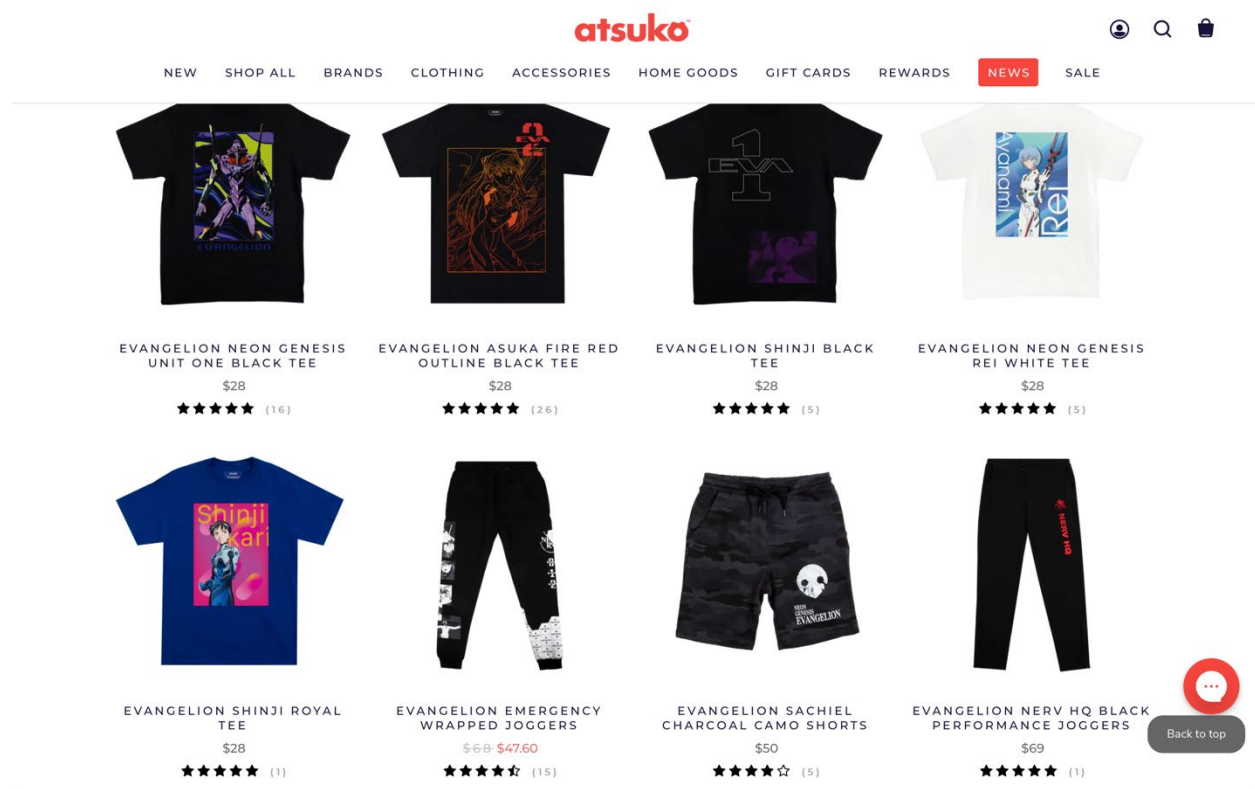 atsuko
NEW SHOP ALL BRANDS CLOTHING ACCESSORIES HOME GOODS GIFT CARDS REWARDS NEWS SALE
EVANGELION
EVA
1
EVA
1
Ayanami
Rei
EVANGELION NEON GENESIS
UNIT ONE BLACK TEE
$28
(16)
EVANGELION ASUKA FIRE RED
OUTLINE BLACK TEE
$28
(26)
EVANGELION SHINJI BLACK
TEE
$28
(5)
EVANGELION NEON GENESIS
REI WHITE TEE
$28
(5)
Shinji
kari
NEON
GENESIS
EVANGELION
NERV HQ
EVANGELION SHINJI ROYAL
TEE
$28
(1)
EVANGELION EMERGENCY
WRAPPED JOGGERS
$68 $47.60
(15)
EVANGELION SACHIEL
CHARCOAL CAMO SHORTS
$50
(5)
EVANGELION NERV HQ BLACK
PERFORMANCE JOGGERS
$69
(1)
Back to top